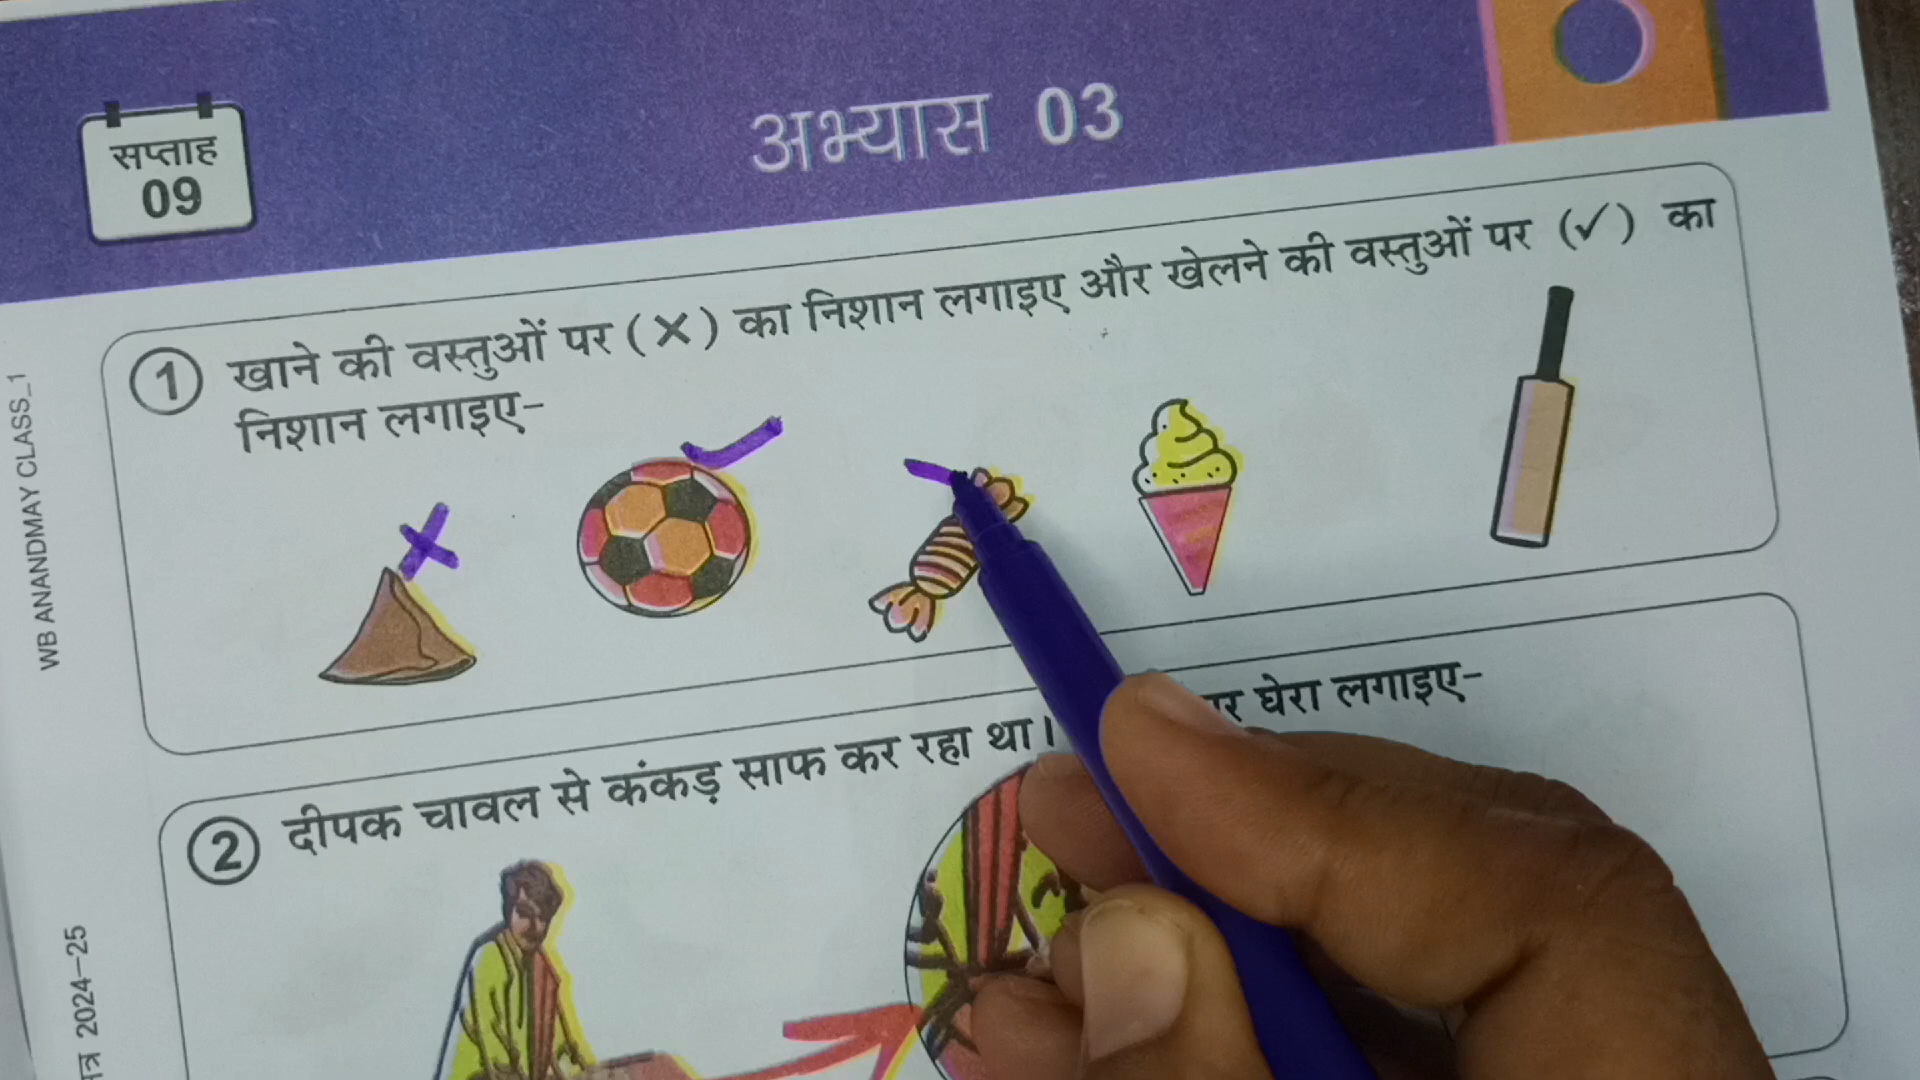 सप्ताह
09
अभ्यास 03
1 खाने की वस्तुओं पर (X) का निशान लगाइए और खेलने की वस्तुओं पर (✓) का
निशान लगाइए-
2 दीपक चावल से कंकड़ साफ कर रहा था। घेरा लगाइए-
WB ANANDMAY CLASS_1
2024-25